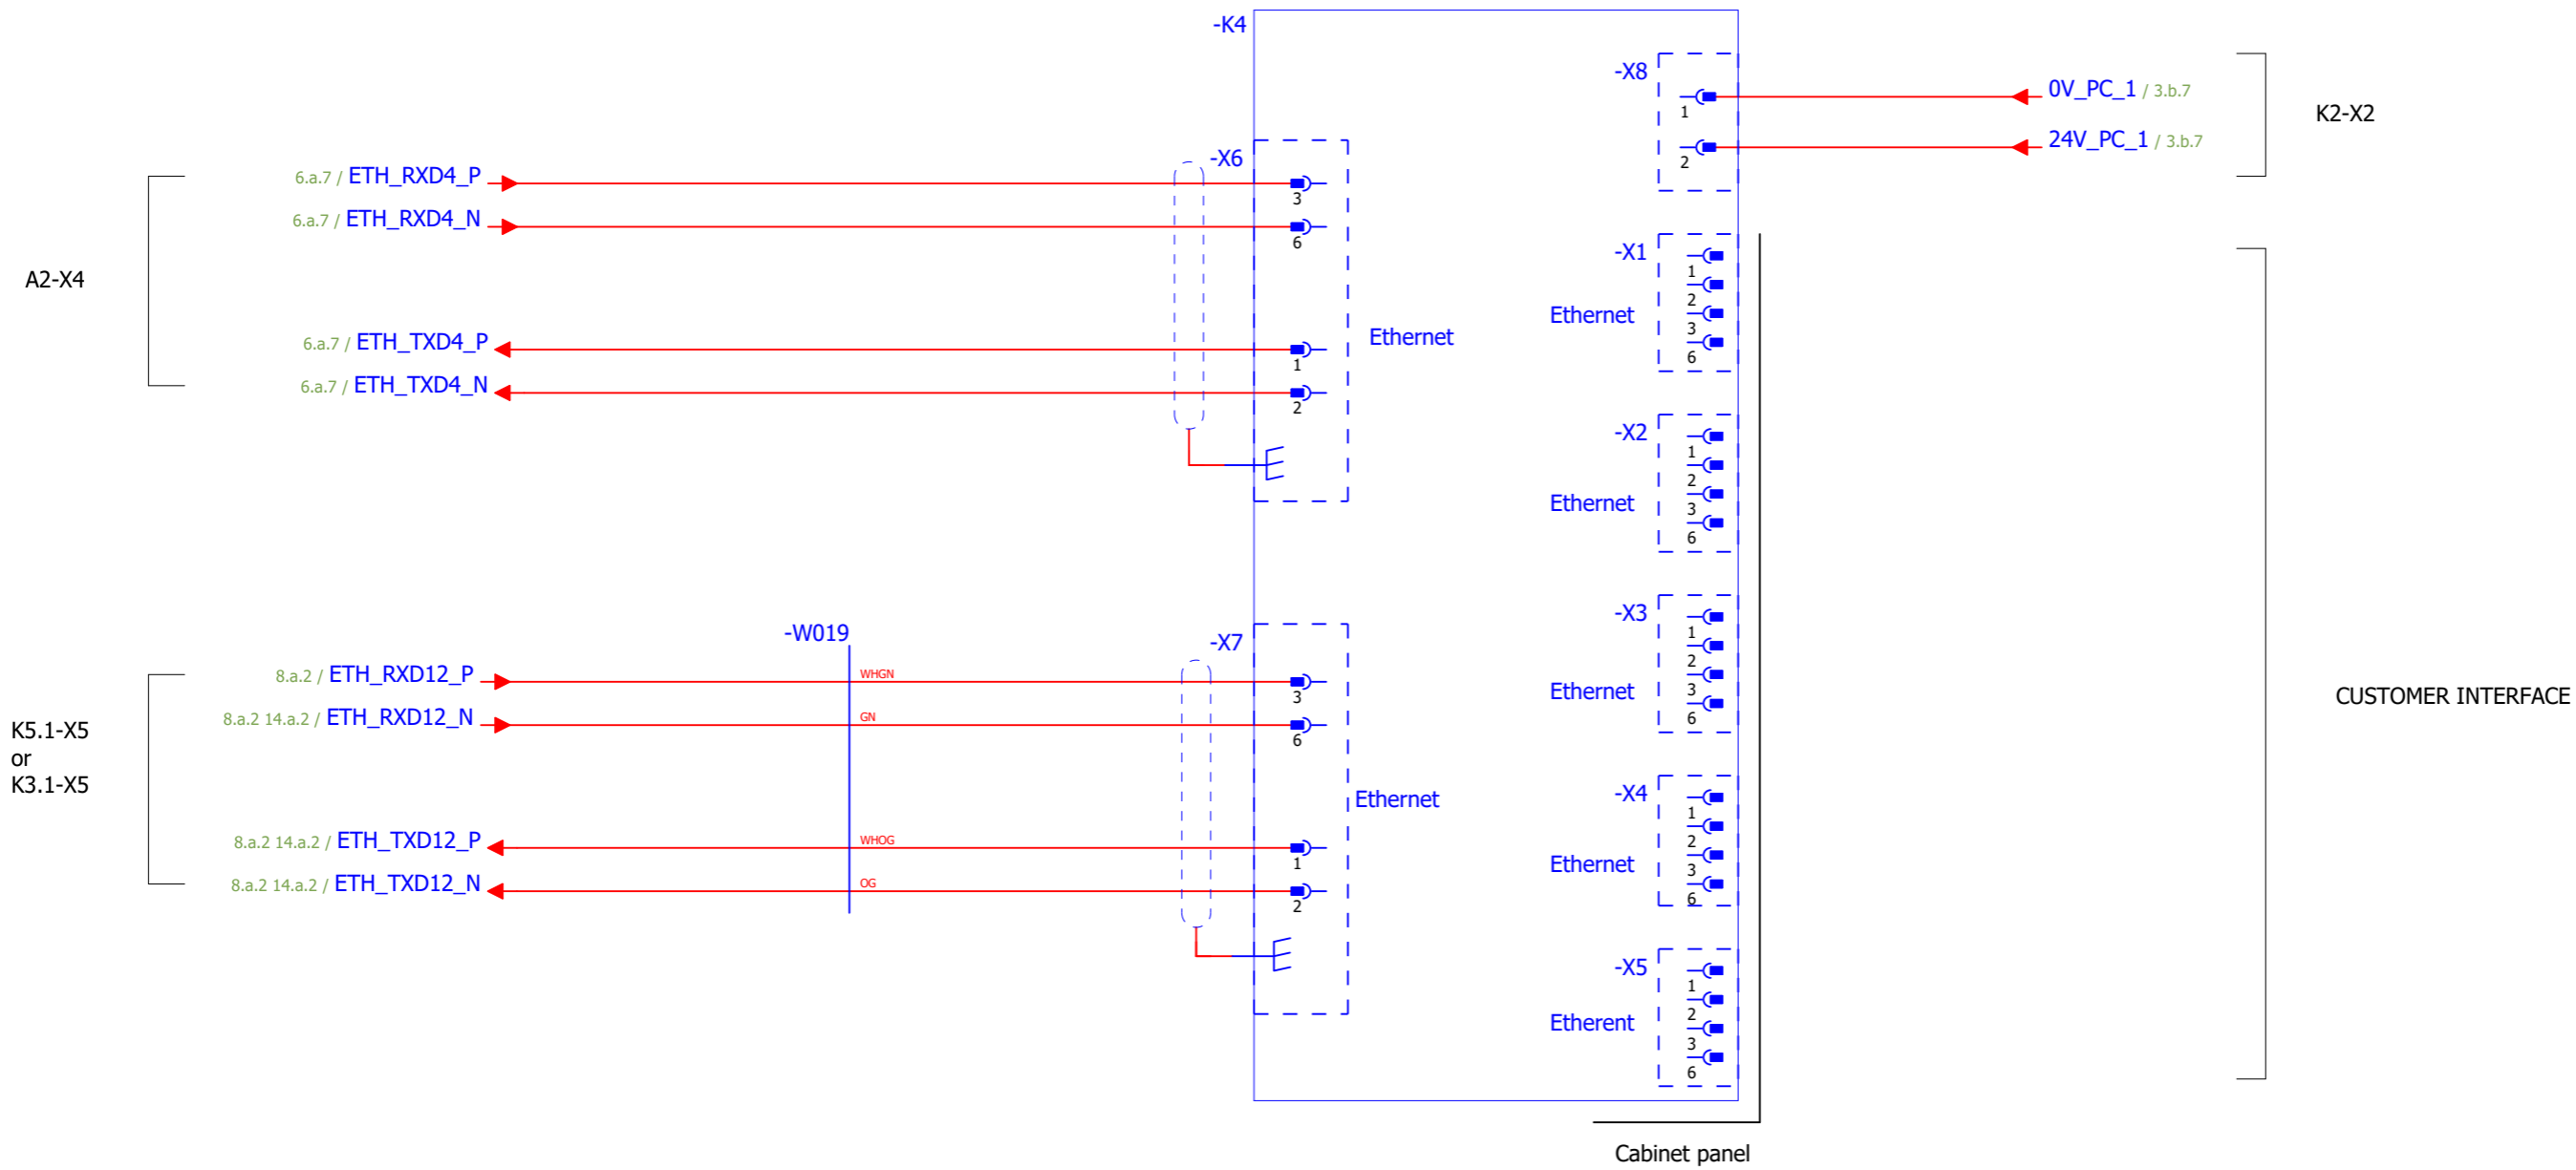 -K4
-X8
1
0V_PC_1 / 3.b.7
2
24V_PC_1 / 3.b.7
K2-X2
A2-X4
6.a.7 / ETH_RXD4_P
6.a.7 / ETH_RXD4_N
6.a.7 / ETH_TXD4_P
6.a.7 / ETH_TXD4_N
-X6
3
6
1
2
Ethernet
-X1
Ethernet
1
2
3
6
-X2
Ethernet
1
2
3
6
-X3
Ethernet
1
2
3
6
-X4
Ethernet
1
2
3
6
-X5
Etherent
1
2
3
6
CUSTOMER INTERFACE
K5.1-X5
or
K3.1-X5
8.a.2 / ETH_RXD12_P
8.a.2 14.a.2 / ETH_RXD12_N
8.a.2 14.a.2 / ETH_TXD12_P
8.a.2 14.a.2 / ETH_TXD12_N
-W019
WHGN
GN
WHOG
OG
-X7
3
6
1
2
Ethernet
Cabinet panel